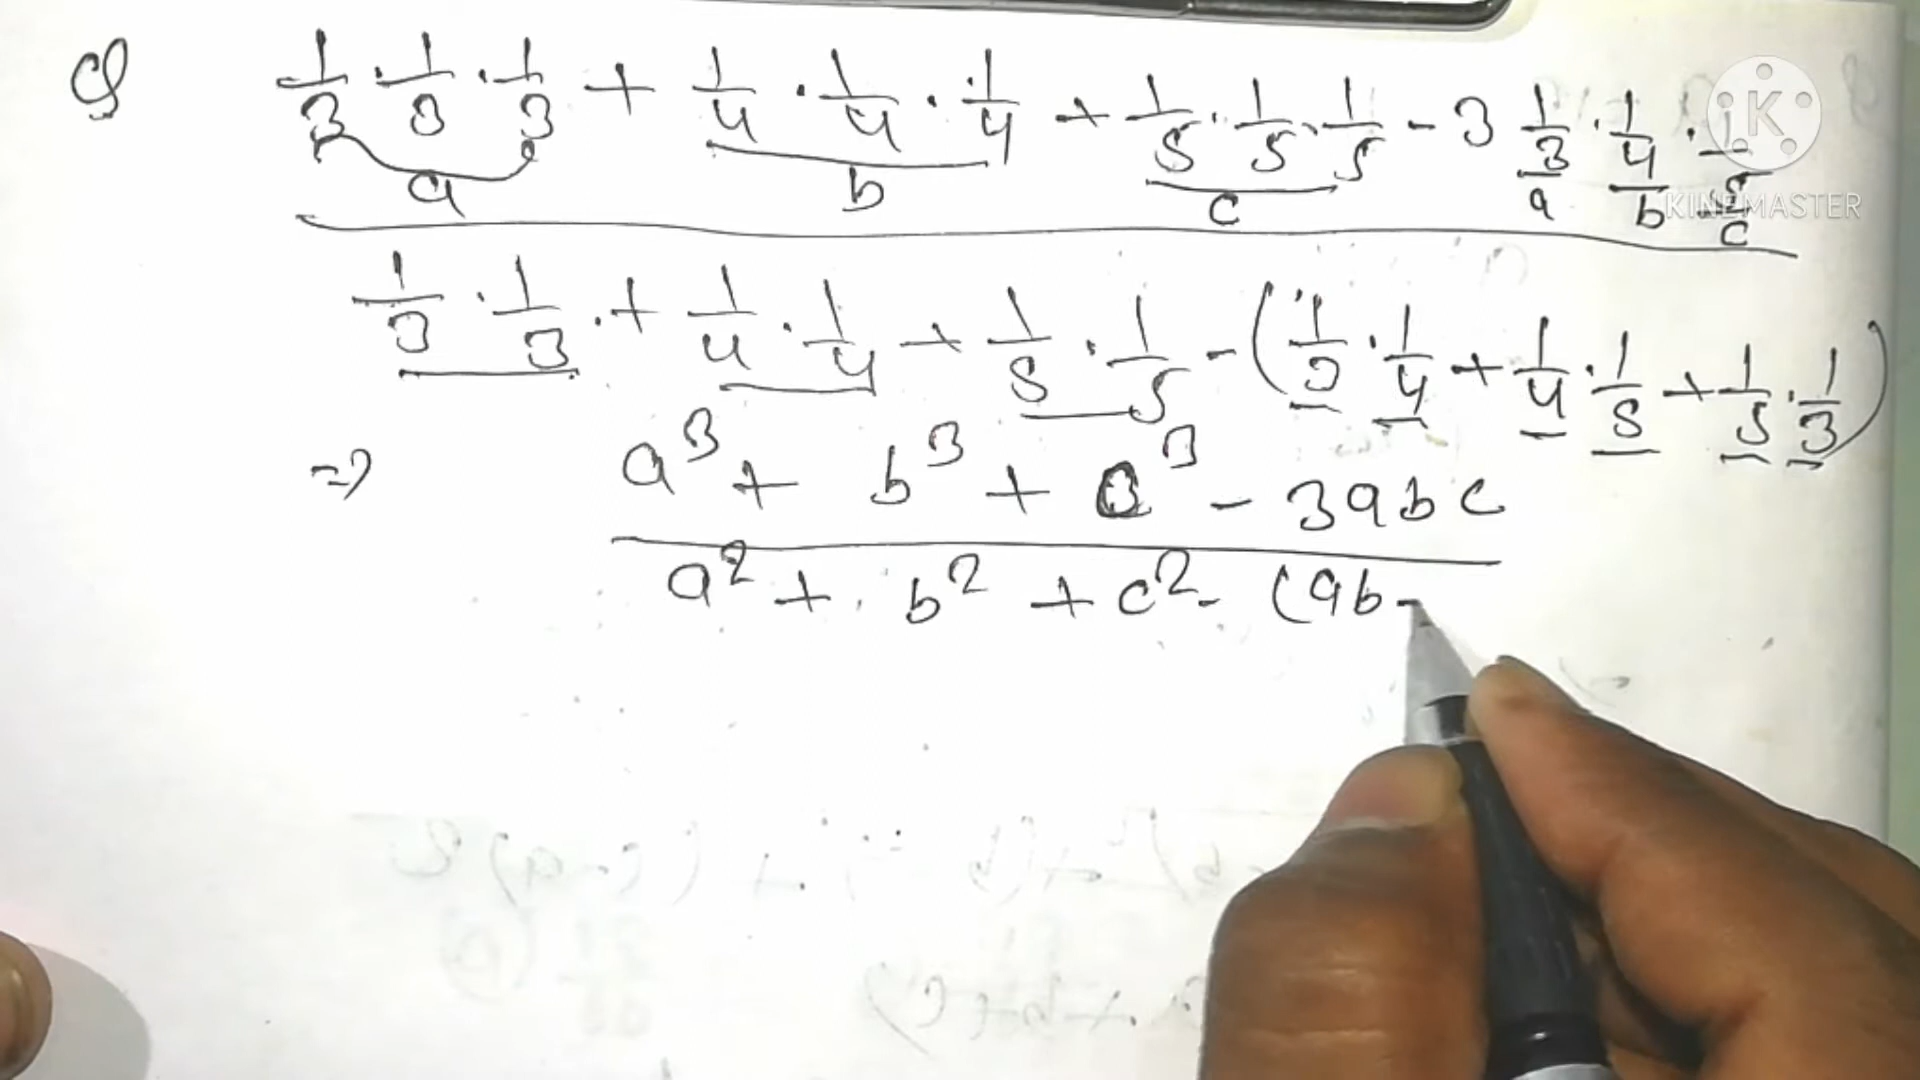 Q 1/3 · 1/3 · 1/3 + 1/4 · 1/4 · 1/4 + 1/5 · 1/5 · 1/5 - 3 1/3 · 1/4 · 1/5
a b c a b c
1/3 · 1/3 + 1/4 · 1/4 + 1/5 · 1/5 - (1/3 · 1/4 + 1/4 · 1/5 + 1/5 · 1/3)
=> a³ + b³ + c³ - 3abc
a² + b² + c² - (ab -
K
KINEMASTER